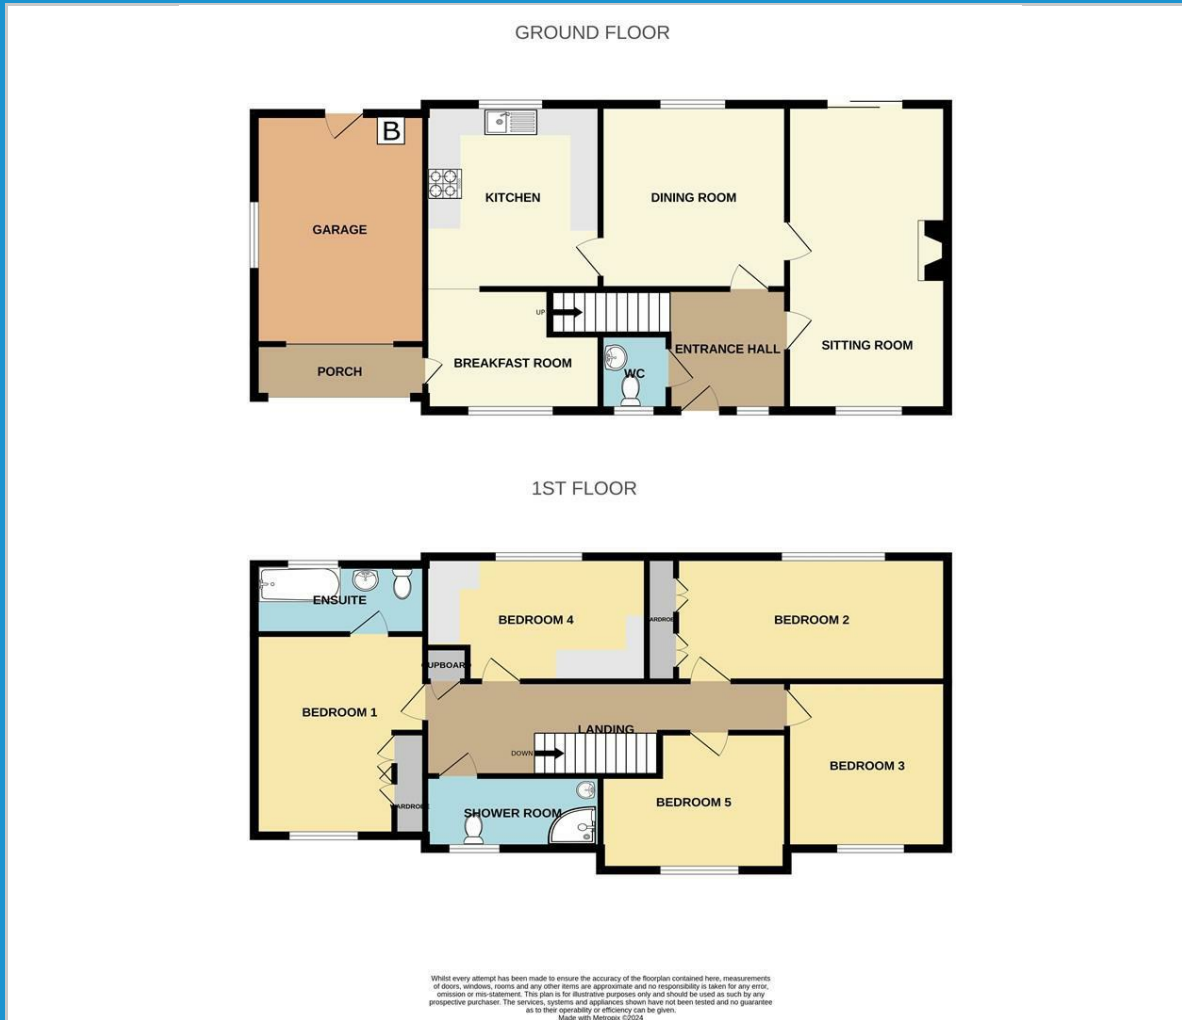 GROUND FLOOR
B
KITCHEN
DINING ROOM
GARAGE
UP
SITTING ROOM
ENTRANCE HALL
BREAKFAST ROOM
PORCH
WC
1ST FLOOR
ENSUITE
BEDROOM 4
BEDROOM 2
CUPBOARD
BEDROOM 1
LANDING
DOWN
BEDROOM 3
BEDROOM 5
SHOWER ROOM
Whilst every attempt has been made to ensure the accuracy of the floorplan contained here, measurements
of doors, windows, rooms and any other items are approximate and no responsibility is taken for any error,
omission or mis-statement. This plan is for illustrative purposes only and should be used as such by any
prospective purchaser. The services, systems and appliances shown have not been tested and no guarantee
as to their operability or efficiency can be given.
Made with Metropix ©2024